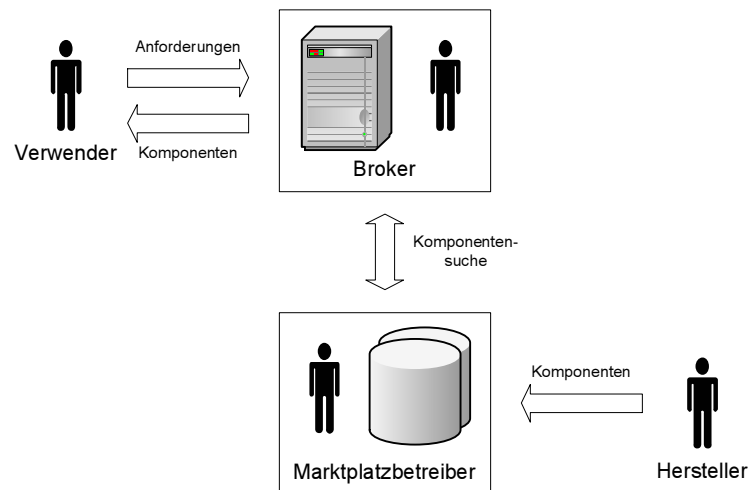 Anforderungen
Komponenten
Verwender
Broker
Komponenten-
suche
Komponenten
Marktplatzbetreiber
Hersteller